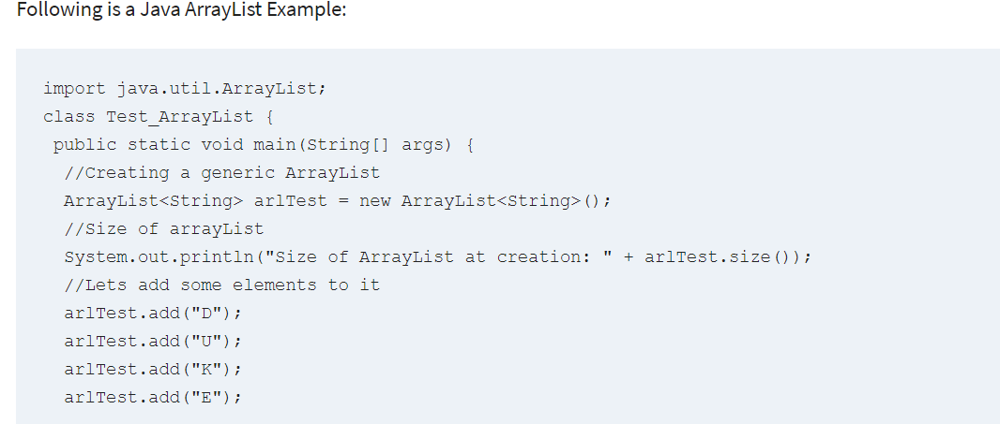 Following is a Java ArrayList Example:
import java.util.ArrayList;
class Test_ArrayList {
public static void main(String[] args) {
//Creating a generic ArrayList
ArrayList<String> arlTest = new ArrayList<String>();
//Size of arrayList
System.out.println("Size of ArrayList at creation: " + arlTest.size());
//Lets add some elements to it
arlTest.add("D");
arlTest.add("U");
arlTest.add("K");
arlTest.add("E");